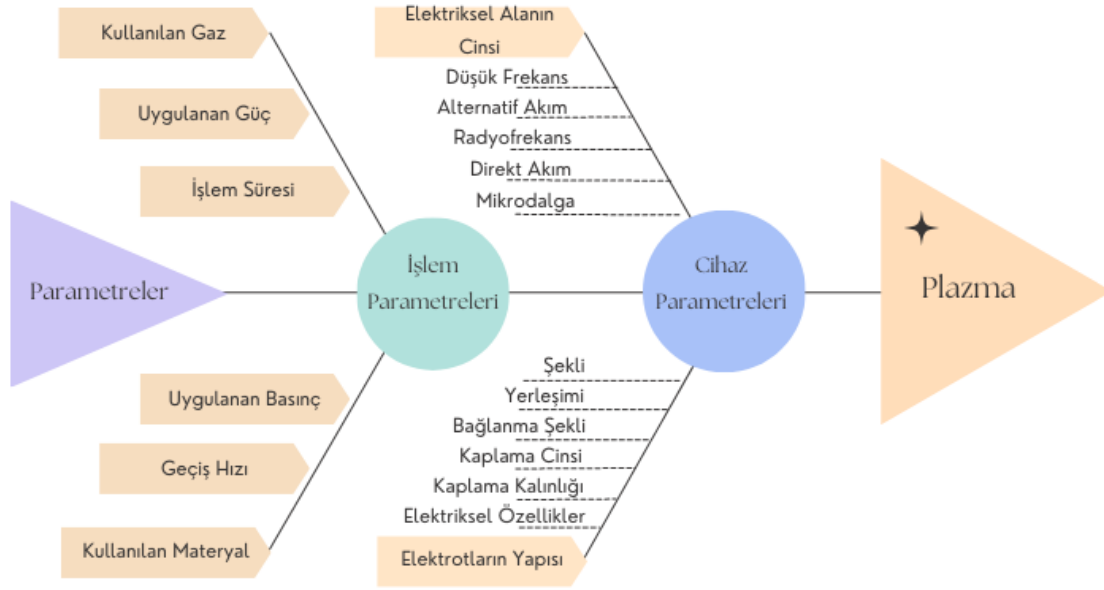 Kullanılan Gaz
Uygulanan Güç
İşlem Süresi
Elektriksel Alanın
Cinsi
Düşük Frekans
Alternatif Akım
Radyofrekans
Direkt Akım
Mikrodalga
Parametreler
İşlem
Parametreleri
Cihaz
Parametreleri
Plazma
Uygulanan Basınç
Geçiş Hızı
Kullanılan Materyal
Şekli
Yerleşimi
Bağlanma Şekli
Kaplama Cinsi
Kaplama Kalınlığı
Elektriksel Özellikler
Elektrotların Yapısı